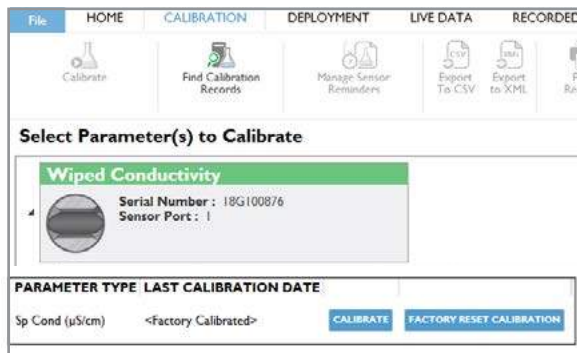 File HOME CALIBRATION DEPLOYMENT LIVE DATA RECORDED
Calibrate Find Calibration Manage Sensor Export Export
Records Reminders To CSV to XML
Select Parameter(s) to Calibrate
Wiped Conductivity
Serial Number : 18G100876
Sensor Port : 1
PARAMETER TYPE LAST CALIBRATION DATE
Sp Cond (µS/cm) <Factory Calibrated> CALIBRATE FACTORY RESET CALIBRATION